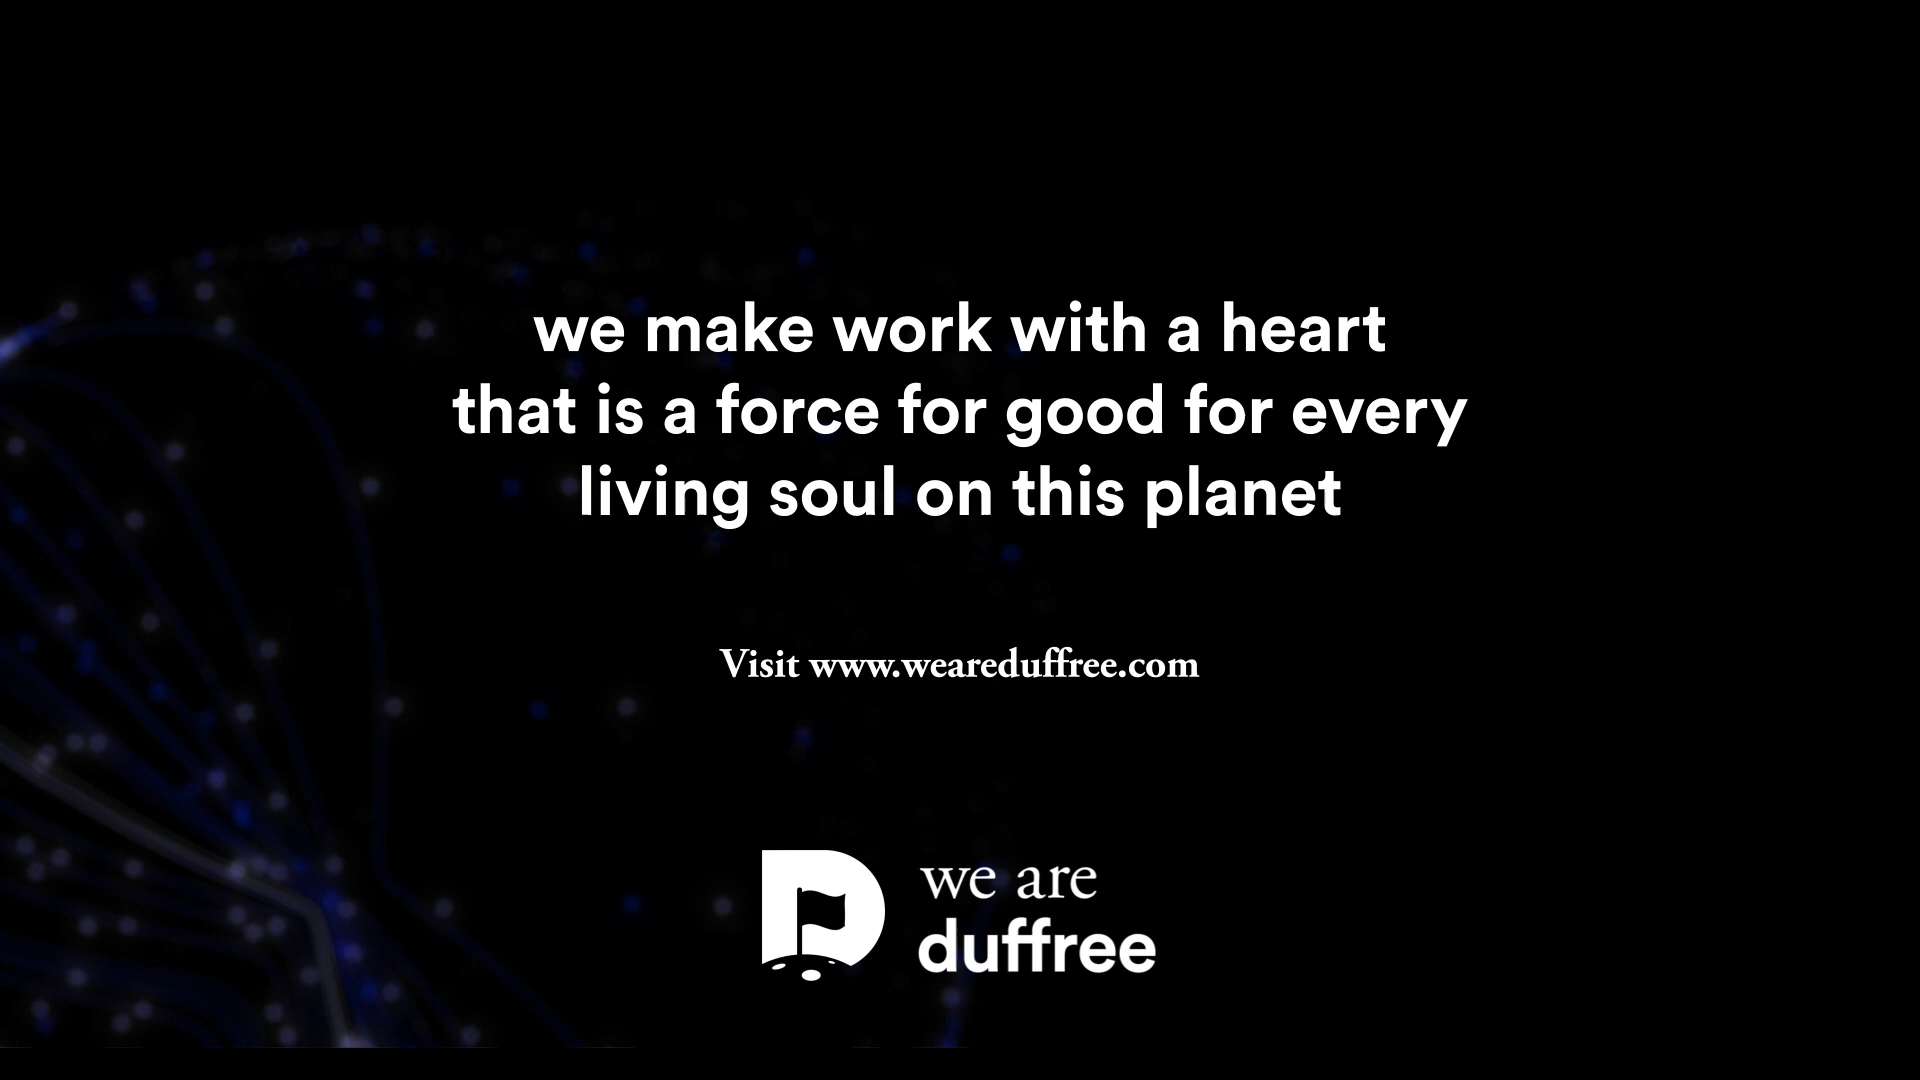 we make work with a heart
that is a force for good for every
living soul on this planet
Visit www.weareduffree.com
we are
duffree